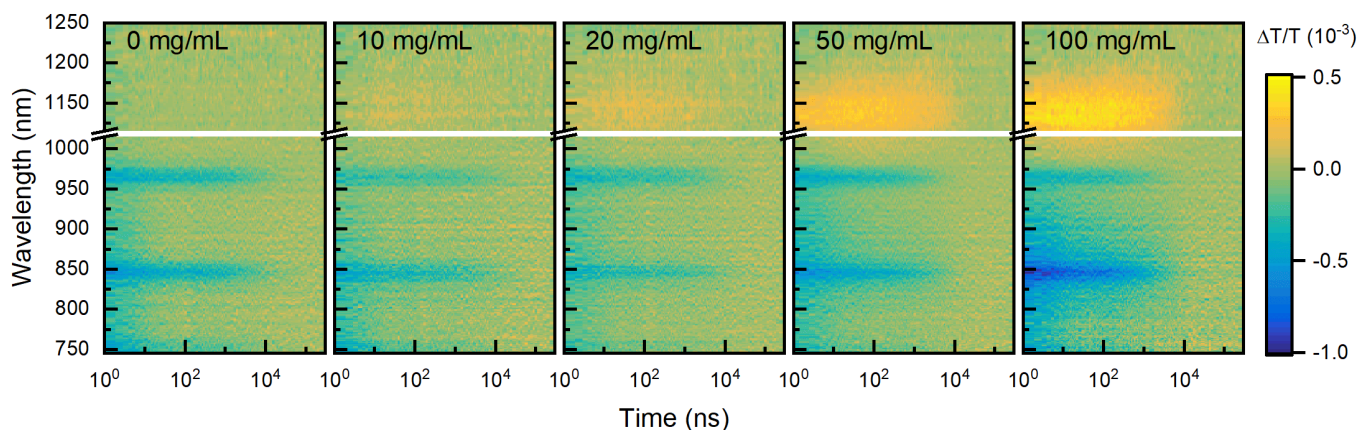 0 mg/mL
10 mg/mL
20 mg/mL
50 mg/mL
100 mg/mL
ΔT/T (10⁻³)
Wavelength (nm)
1250
1200
1150
1000
950
900
850
800
750
0.5
0.0
-0.5
-1.0
10⁰ 10² 10⁴
10⁰ 10² 10⁴
10⁰ 10² 10⁴
10⁰ 10² 10⁴
10⁰ 10² 10⁴
Time (ns)